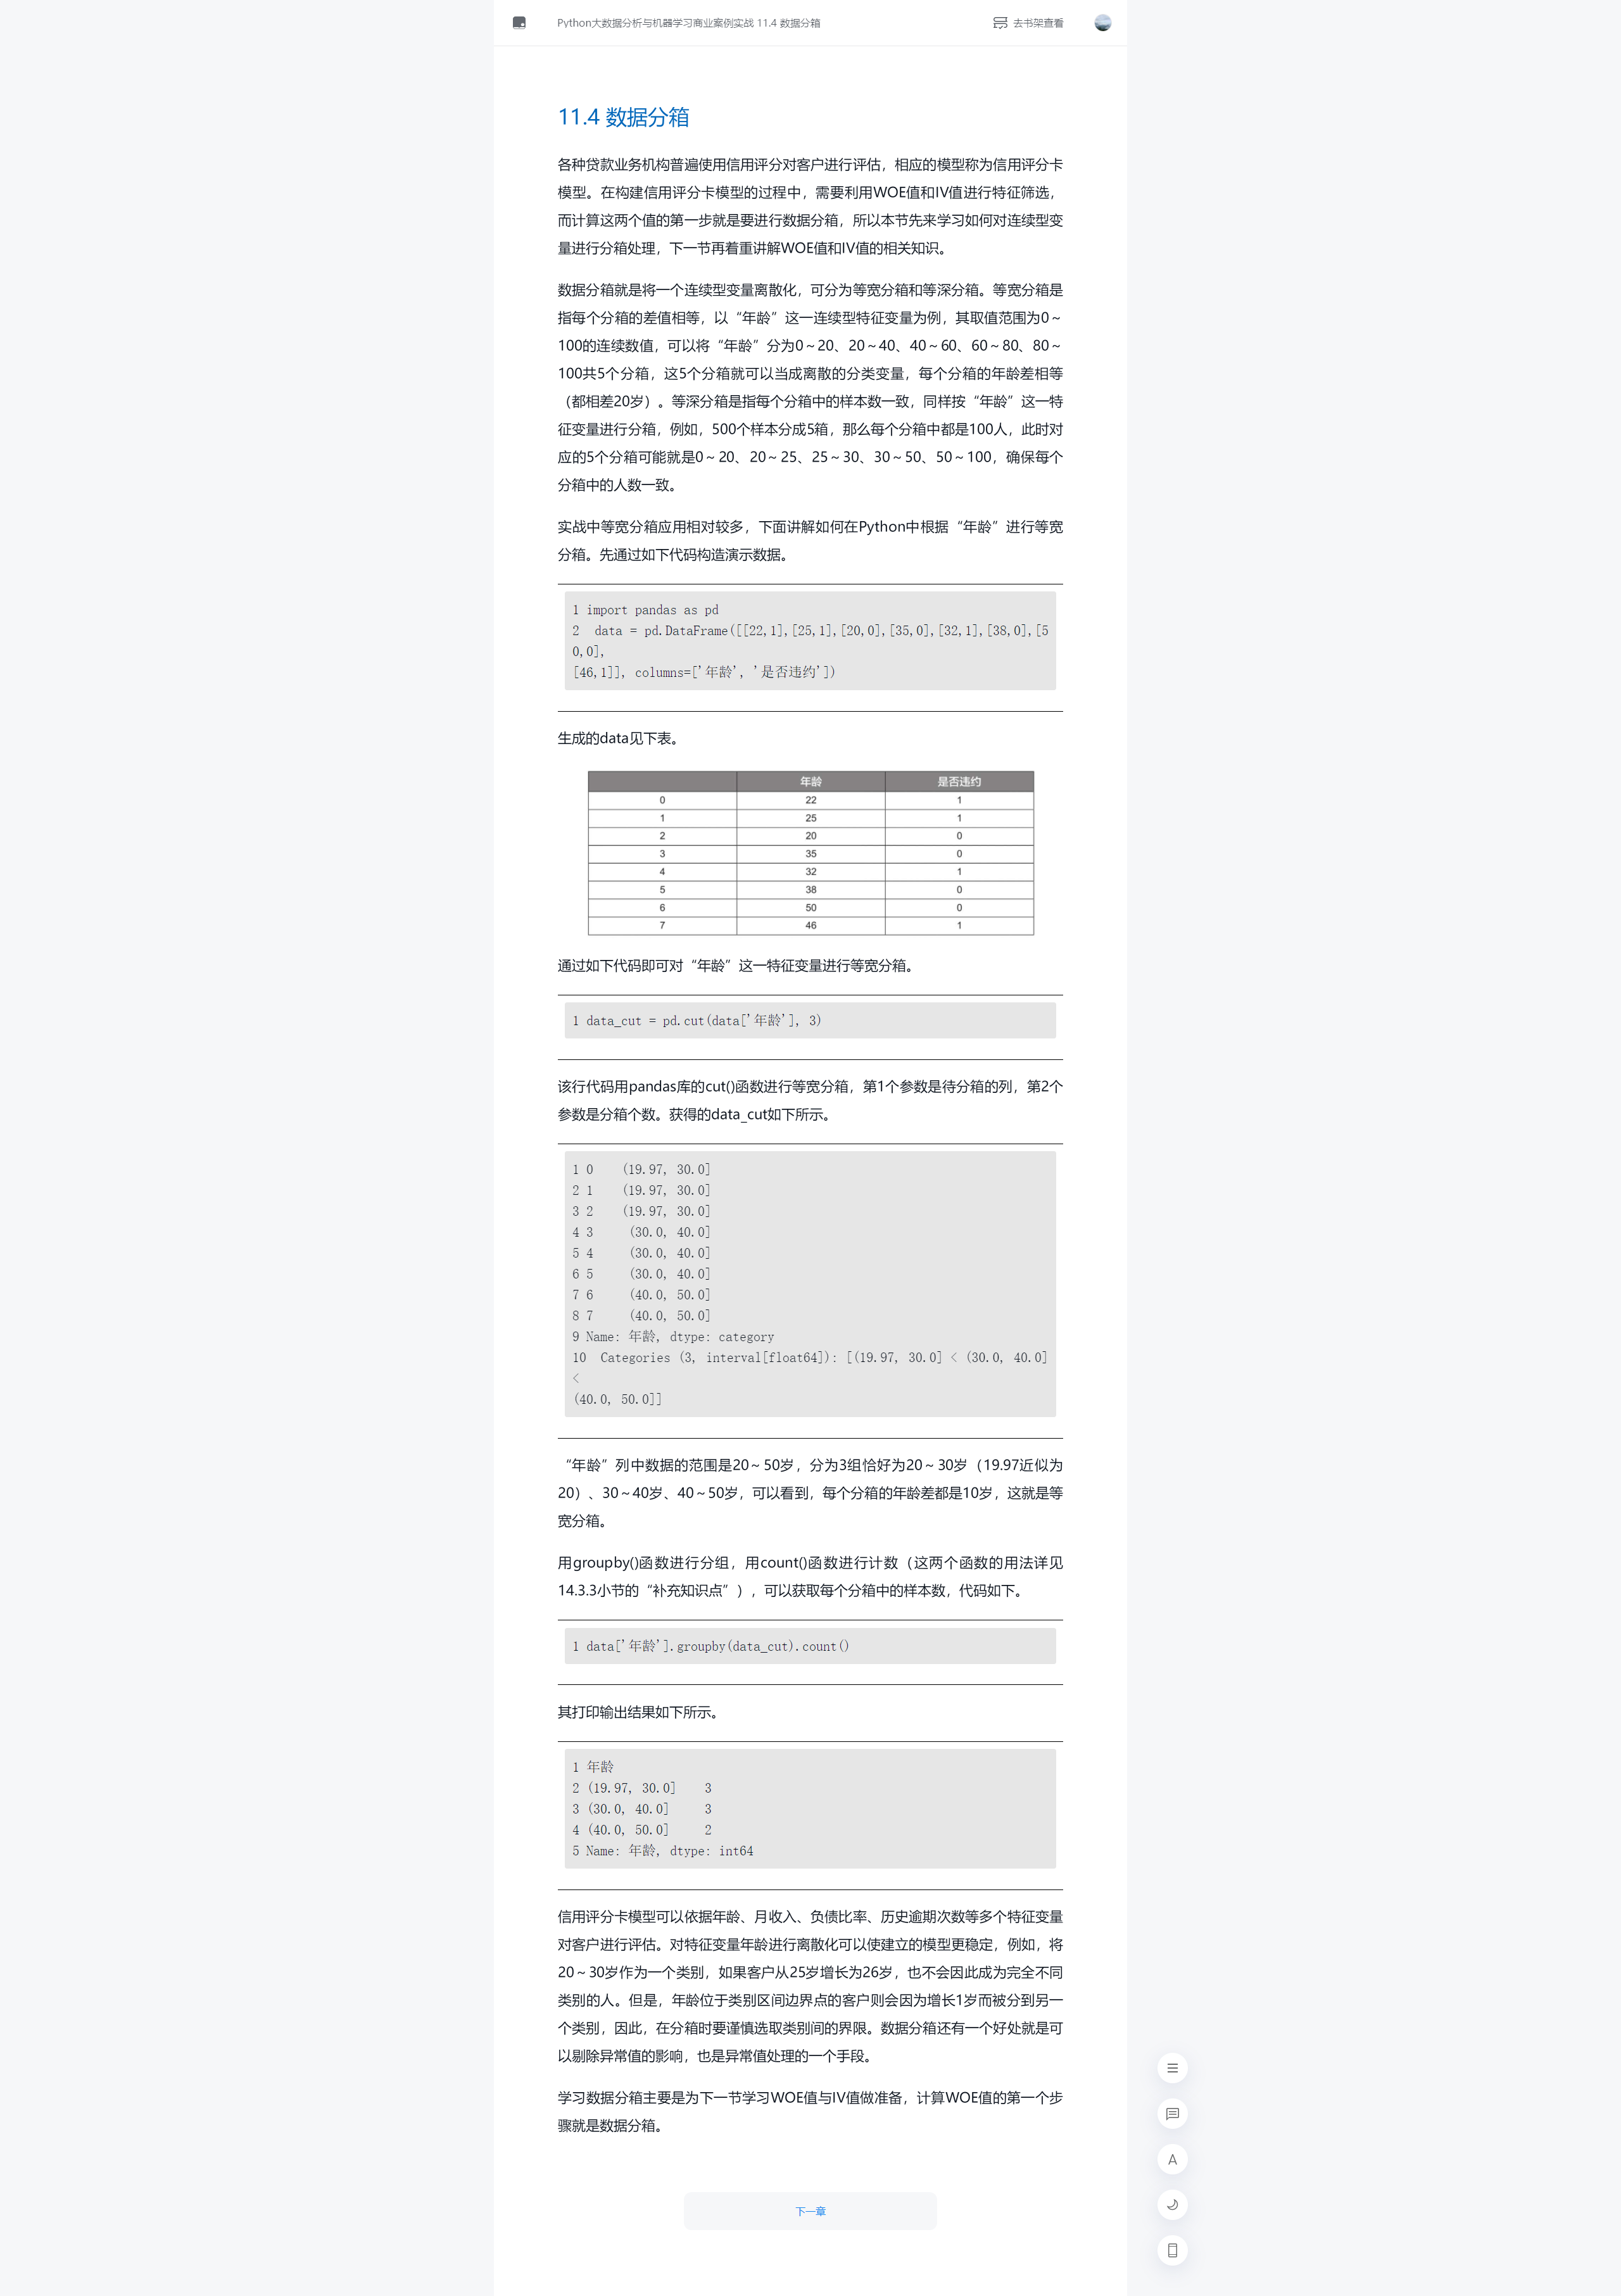 Python大数据分析与机器学习商业案例实战 11.4 数据分箱
去书架查看
11.4 数据分箱
各种贷款业务机构普遍使用信用评分对客户进行评估，相应的模型称为信用评分卡
模型。在构建信用评分卡模型的过程中，需要利用WOE值和IV值进行特征筛选，
而计算这两个值的第一步就是要进行数据分箱，所以本节先来学习如何对连续型变
量进行分箱处理，下一节再着重讲解WOE值和IV值的相关知识。
数据分箱就是将一个连续型变量离散化，可分为等宽分箱和等深分箱。等宽分箱是
指每个分箱的差值相等，以“年龄”这一连续型特征变量为例，其取值范围为0～
100的连续数值，可以将“年龄”分为0～20、20～40、40～60、60～80、80～
100共5个分箱，这5个分箱就可以当成离散的分类变量，每个分箱的年龄差相等
（都相差20岁）。等深分箱是指每个分箱中的样本数一致，同样按“年龄”这一特
征变量进行分箱，例如，500个样本分成5箱，那么每个分箱中都是100人，此时对
应的5个分箱可能就是0～20、20～25、25～30、30～50、50～100，确保每个
分箱中的人数一致。
实战中等宽分箱应用相对较多，下面讲解如何在Python中根据“年龄”进行等宽
分箱。先通过如下代码构造演示数据。
1 import pandas as pd
2  data = pd.DataFrame([[22,1],[25,1],[20,0],[35,0],[32,1],[38,0],[5
0,0],
[46,1]], columns=['年龄', '是否违约'])
生成的data见下表。
年龄 是否违约
0 22 1
1 25 1
2 20 0
3 35 0
4 32 1
5 38 0
6 50 0
7 46 1
通过如下代码即可对“年龄”这一特征变量进行等宽分箱。
1 data_cut = pd.cut(data['年龄'], 3)
该行代码用pandas库的cut()函数进行等宽分箱，第1个参数是待分箱的列，第2个
参数是分箱个数。获得的data_cut如下所示。
1 0    (19.97, 30.0]
2 1    (19.97, 30.0]
3 2    (19.97, 30.0]
4 3     (30.0, 40.0]
5 4     (30.0, 40.0]
6 5     (30.0, 40.0]
7 6     (40.0, 50.0]
8 7     (40.0, 50.0]
9 Name: 年龄, dtype: category
10  Categories (3, interval[float64]): [(19.97, 30.0] < (30.0, 40.0]
<
(40.0, 50.0]]
“年龄”列中数据的范围是20～50岁，分为3组恰好为20～30岁（19.97近似为
20）、30～40岁、40～50岁，可以看到，每个分箱的年龄差都是10岁，这就是等
宽分箱。
用groupby()函数进行分组，用count()函数进行计数（这两个函数的用法详见
14.3.3小节的“补充知识点”），可以获取每个分箱中的样本数，代码如下。
1 data['年龄'].groupby(data_cut).count()
其打印输出结果如下所示。
1 年龄
2 (19.97, 30.0]    3
3 (30.0, 40.0]     3
4 (40.0, 50.0]     2
5 Name: 年龄, dtype: int64
信用评分卡模型可以依据年龄、月收入、负债比率、历史逾期次数等多个特征变量
对客户进行评估。对特征变量年龄进行离散化可以使建立的模型更稳定，例如，将
20～30岁作为一个类别，如果客户从25岁增长为26岁，也不会因此成为完全不同
类别的人。但是，年龄位于类别区间边界点的客户则会因为增长1岁而被分到另一
个类别，因此，在分箱时要谨慎选取类别间的界限。数据分箱还有一个好处就是可
以剔除异常值的影响，也是异常值处理的一个手段。
学习数据分箱主要是为下一节学习WOE值与IV值做准备，计算WOE值的第一个步
骤就是数据分箱。
下一章
A